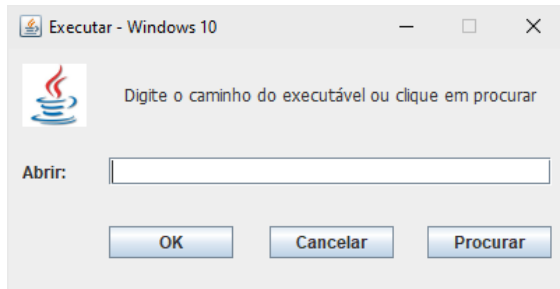 Executar - Windows 10
Digite o caminho do executável ou clique em procurar
Abrir:
OK Cancelar Procurar